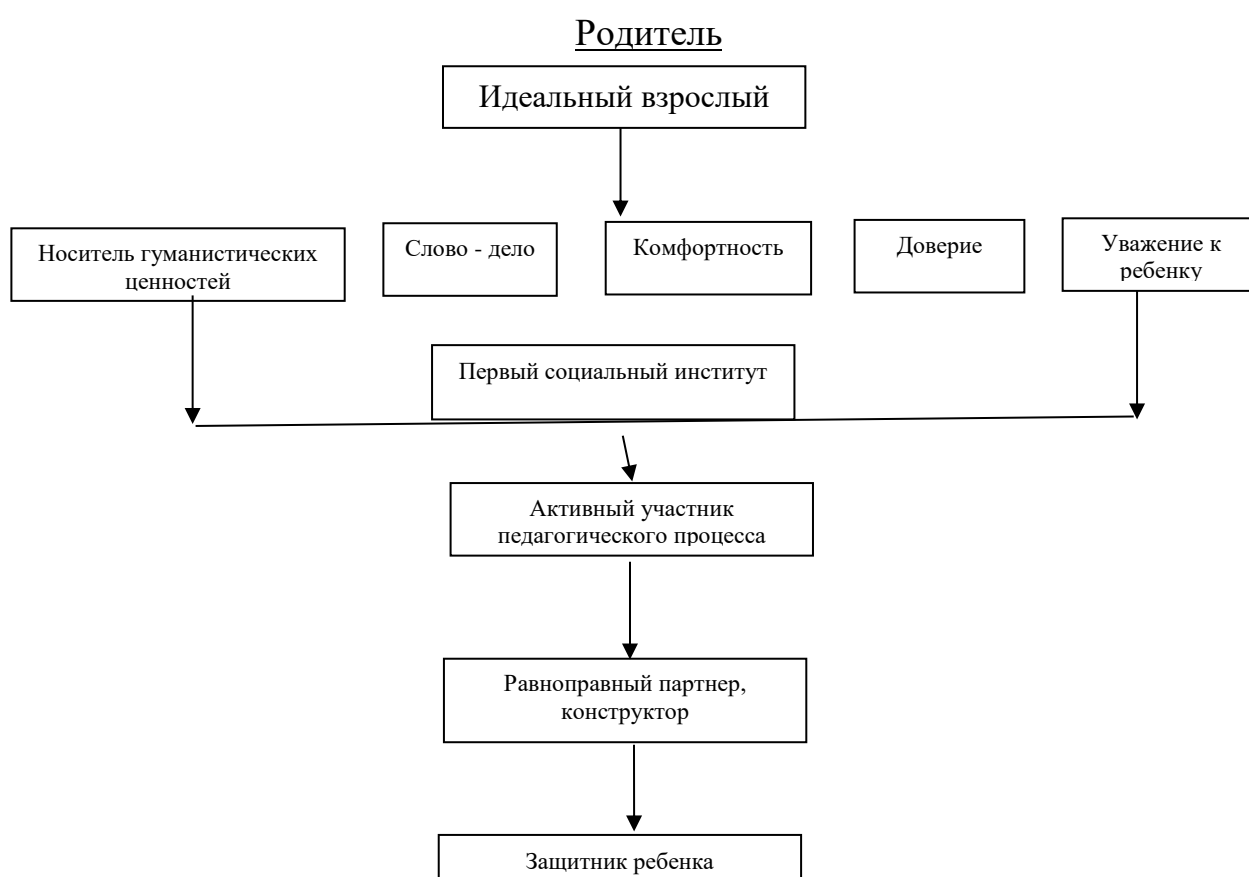 Родитель
Идеальный взрослый
Носитель гуманистических
ценностей
Слово - дело
Комфортность
Доверие
Уважение к
ребенку
Первый социальный институт
Активный участник
педагогического процесса
Равноправный партнер,
конструктор
Защитник ребенка